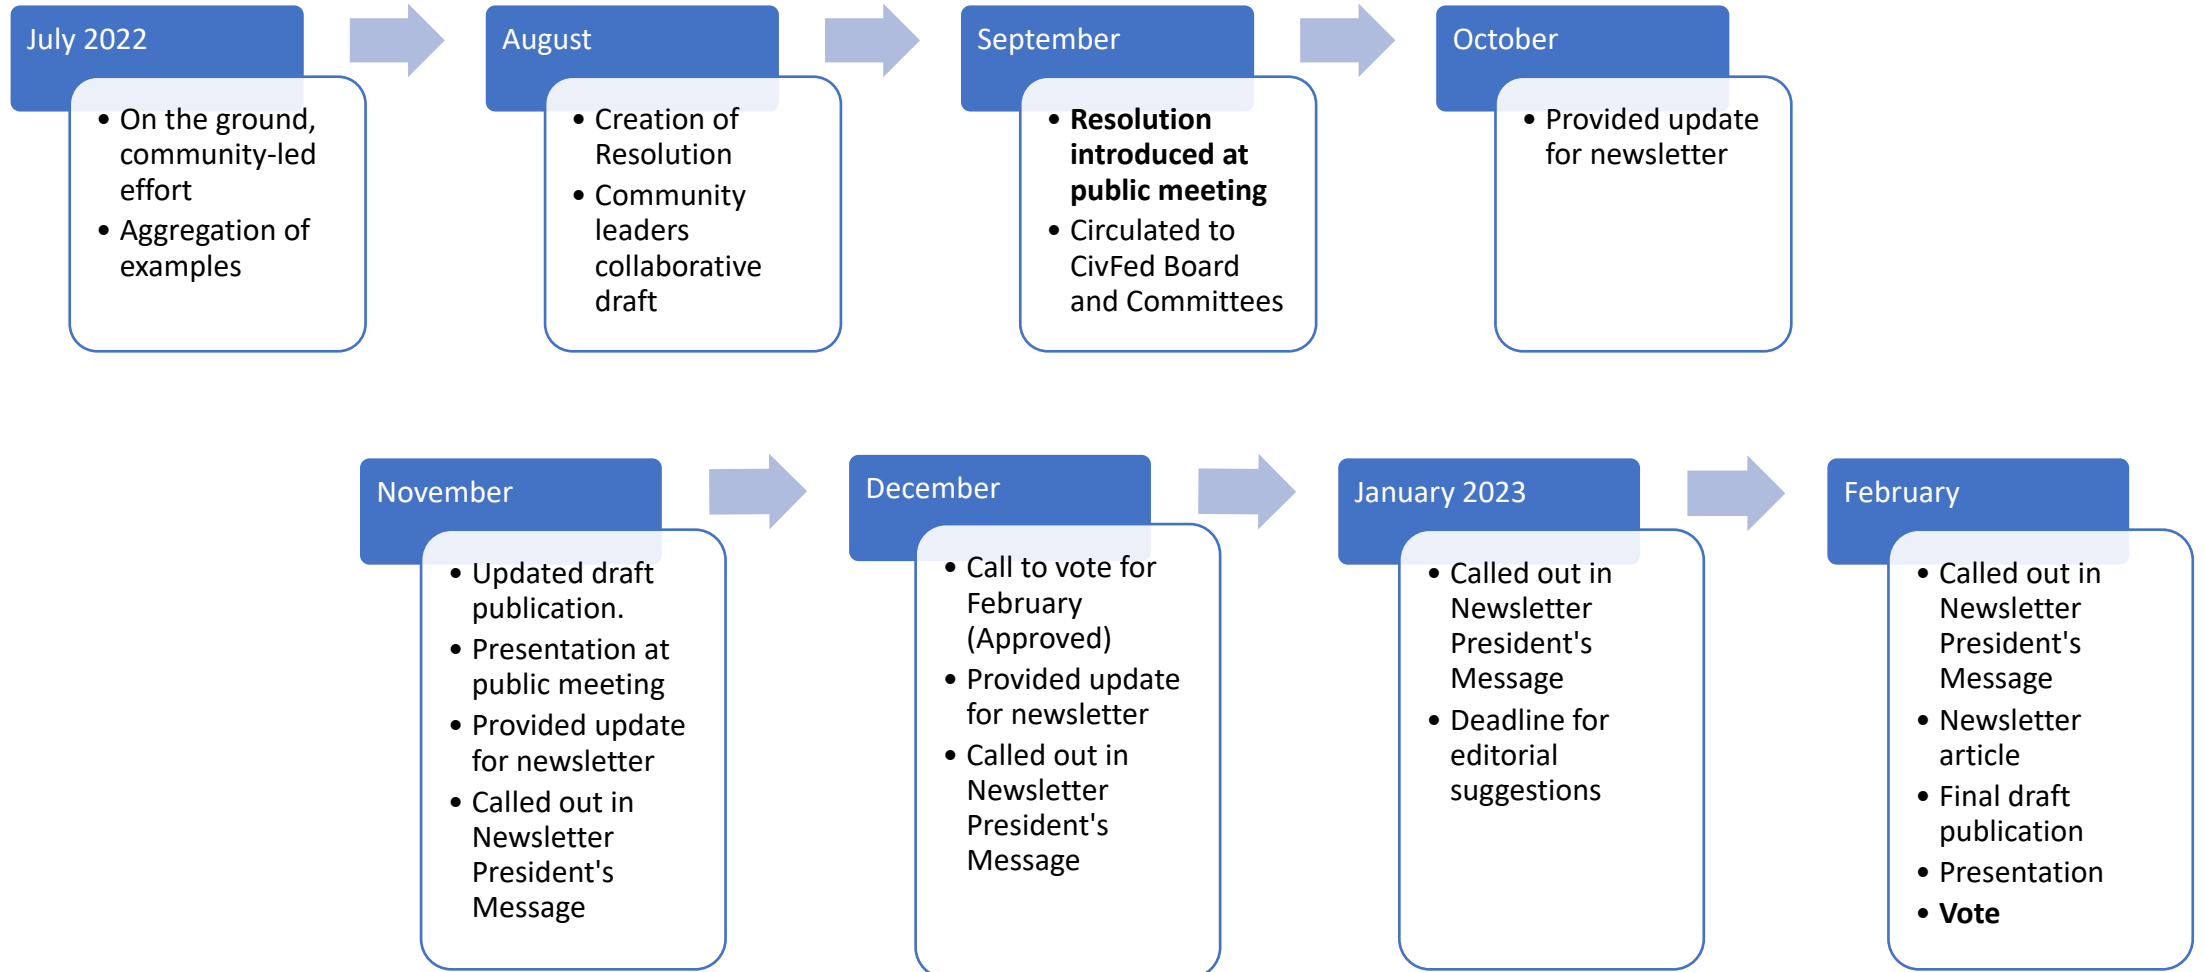 July 2022
• On the ground,
community-led
effort
• Aggregation of
examples
August
• Creation of
Resolution
• Community
leaders
collaborative
draft
September
• Resolution
introduced at
public meeting
• Circulated to
CivFed Board
and Committees
October
• Provided update
for newsletter
November
• Updated draft
publication.
• Presentation at
public meeting
• Provided update
for newsletter
• Called out in
Newsletter
President's
Message
December
• Call to vote for
February
(Approved)
• Provided update
for newsletter
• Called out in
Newsletter
President's
Message
January 2023
• Called out in
Newsletter
President's
Message
• Deadline for
editorial
suggestions
February
• Called out in
Newsletter
President's
Message
• Newsletter
article
• Final draft
publication
• Presentation
• Vote